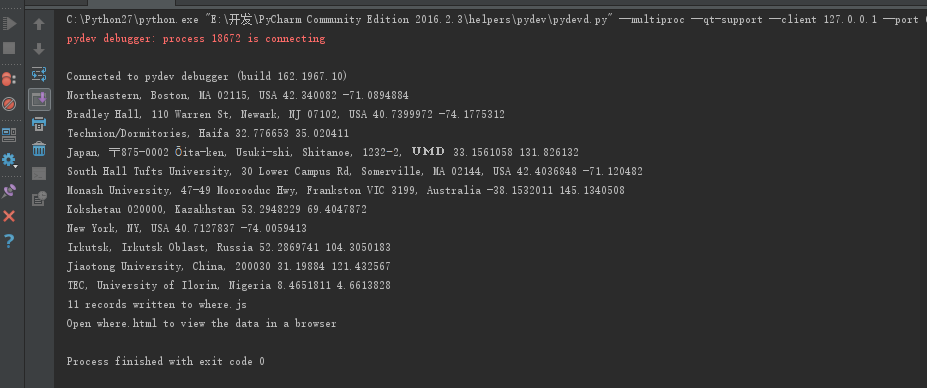 C:\Python27\python.exe "E:\开发\PyCharm Community Edition 2016.2.3\helpers\pydev\pydevd.py" --multiproc --qt-support --client 127.0.0.1 --port
pydev debugger: process 18672 is connecting
Connected to pydev debugger (build 162.1967.10)
Northeastern, Boston, MA 02115, USA 42.340082 -71.0894884
Bradley Hall, 110 Warren St, Newark, NJ 07102, USA 40.7399972 -74.1775312
Technion/Dormitories, Haifa 32.776653 35.020411
Japan, 〒875-0002 Ōita-ken, Usuki-shi, Shitanoe, 1232-2, UMD 33.1561058 131.826132
South Hall Tufts University, 30 Lower Campus Rd, Somerville, MA 02144, USA 42.4036848 -71.120482
Monash University, 47-49 Moorooduc Hwy, Frankston VIC 3199, Australia -38.1532011 145.1340508
Kokshetau 020000, Kazakhstan 53.2948229 69.4047872
New York, NY, USA 40.7127837 -74.0059413
Irkutsk, Irkutsk Oblast, Russia 52.2869741 104.3050183
Jiaotong University, China, 200030 31.19884 121.432567
TEC, University of Ilorin, Nigeria 8.4651811 4.6613828
11 records written to where.js
Open where.html to view the data in a browser
Process finished with exit code 0